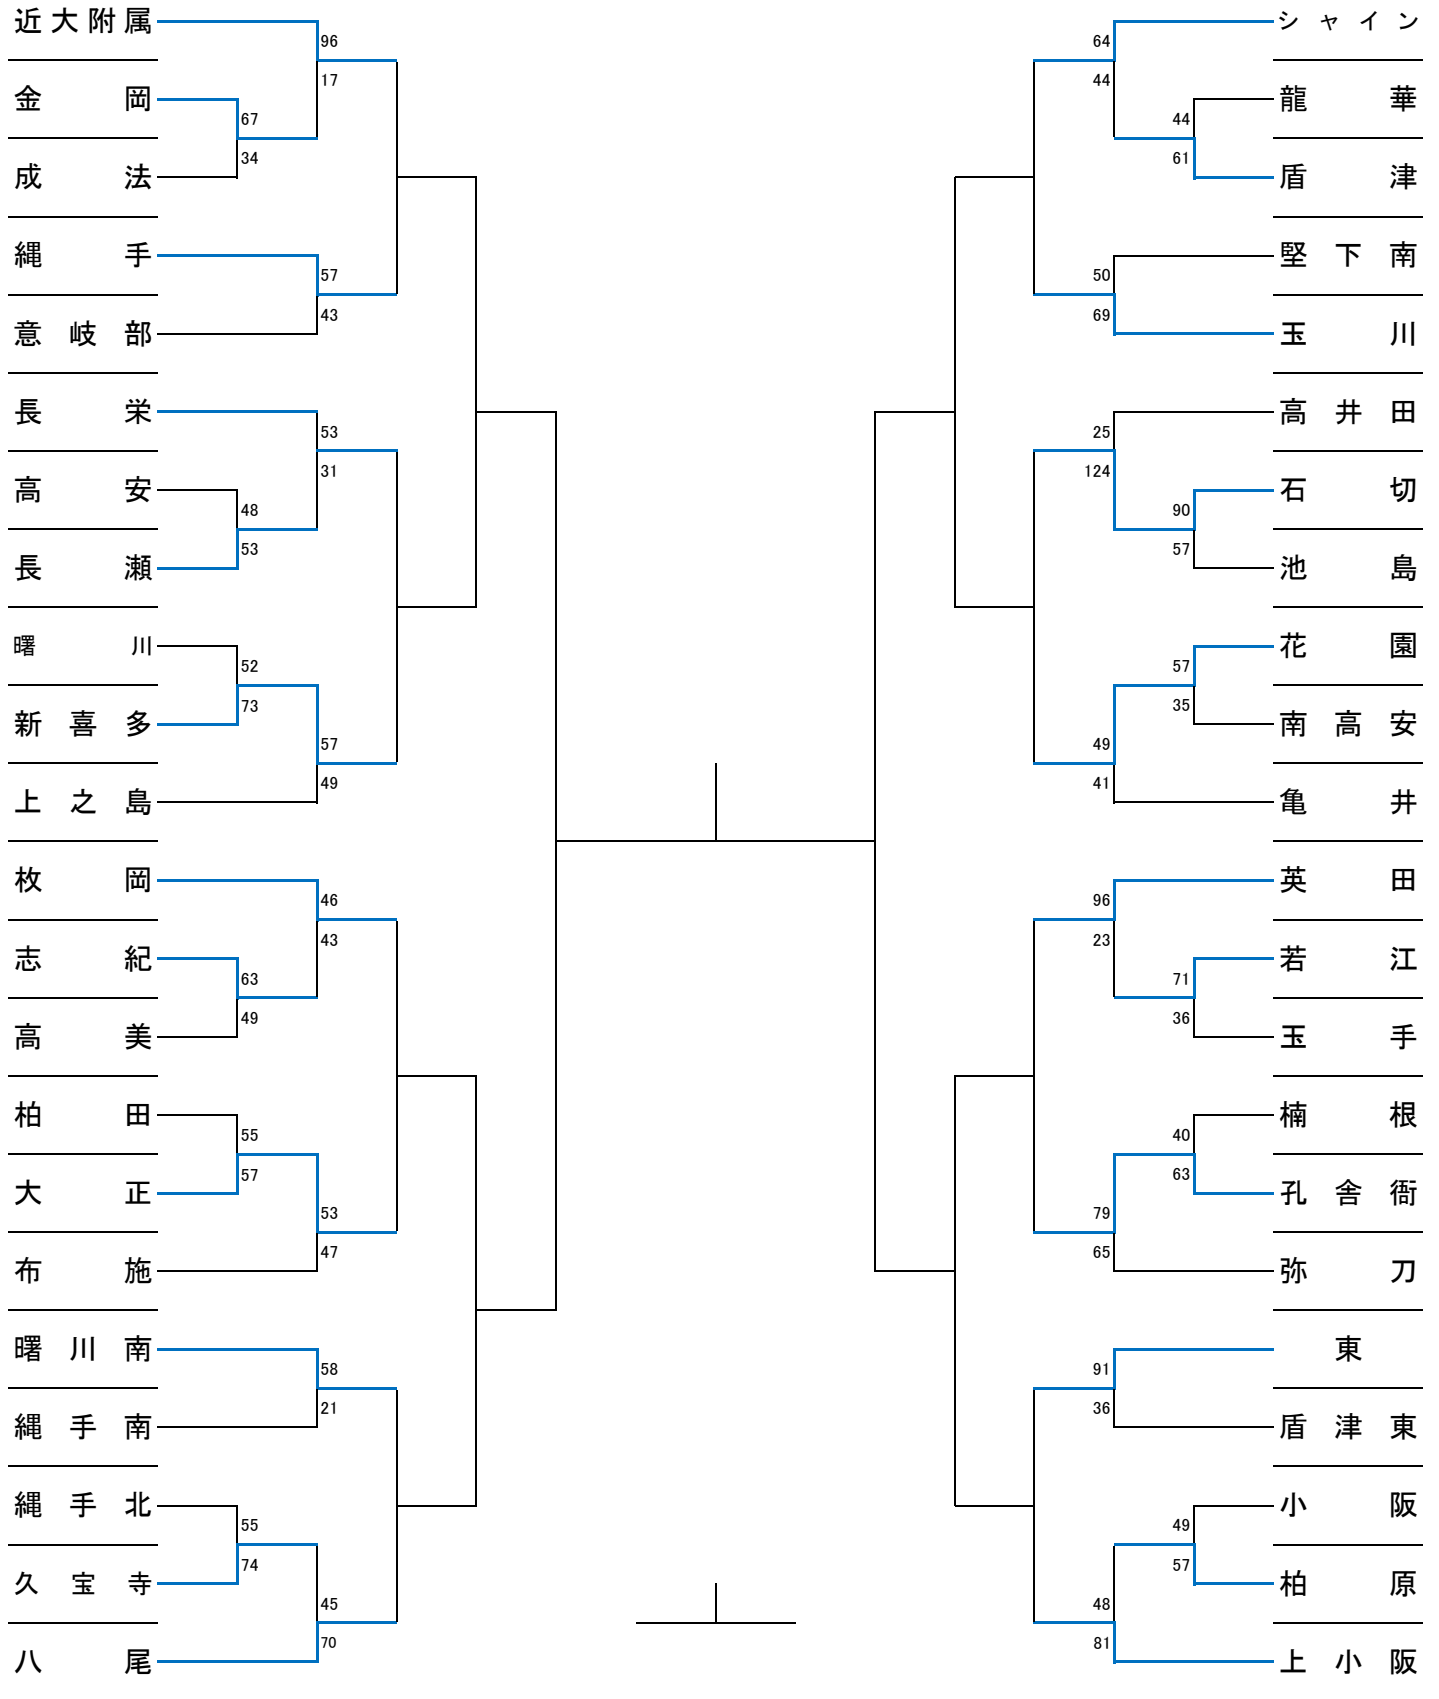 近大附属
96
17
金岡
67
34
成法
縄手
57
43
意岐部
長栄
53
31
高安
48
53
長瀬
曙川
52
73
新喜多
57
49
上之島
枚岡
46
43
志紀
63
49
高美
柏田
55
57
大正
53
47
布施
曙川南
58
21
縄手南
縄手北
55
74
久宝寺
45
70
八尾
シャイン
64
44
龍華
44
61
盾津
堅下南
50
69
玉川
高井田
25
124
石切
90
57
池島
花園
57
35
南高安
49
41
亀井
英田
96
23
若江
71
36
玉手
楠根
40
63
孔舎衙
79
65
弥刀
東
91
36
盾津東
小阪
49
57
柏原
48
81
上小阪